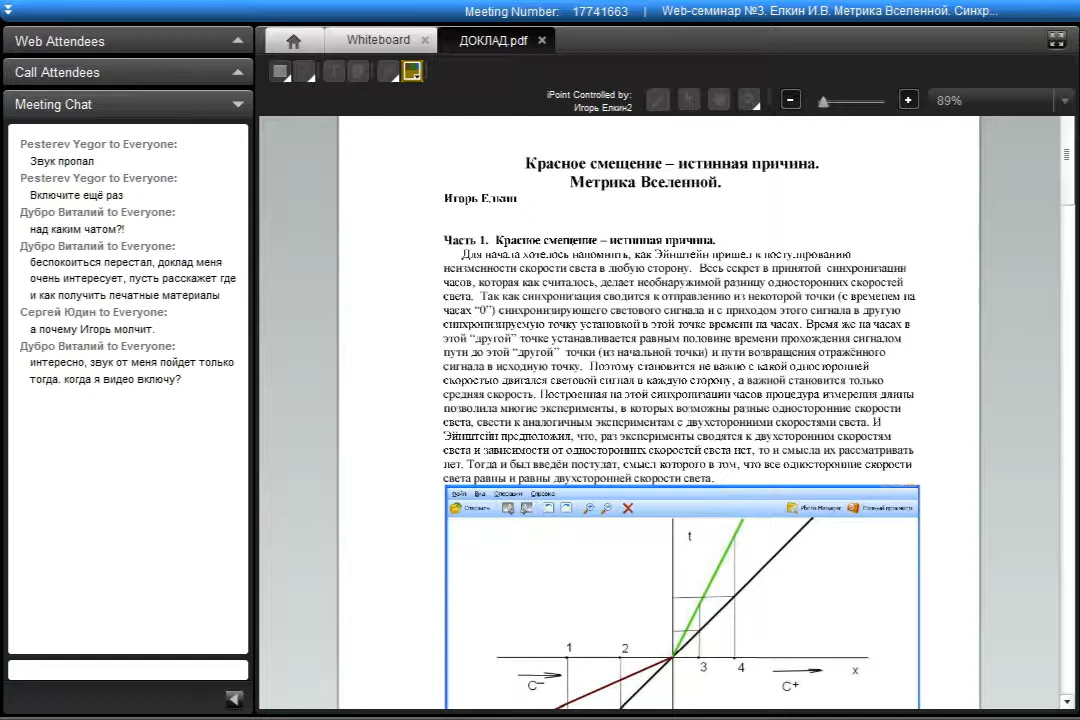 Meeting Number: 17741663 | Web-семинар №3. Елкин И.В. Метрика Вселенной. Синхр...
Web Attendees
Call Attendees
Meeting Chat
Pesterev Yegor to Everyone:
Звук пропал
Pesterev Yegor to Everyone:
Включите ещё раз
Дубро Виталий to Everyone:
над каким чатом?!
Дубро Виталий to Everyone:
беспокоиться перестал, доклад меня
очень интересует, пусть расскажет где
и как получить печатные материалы
Сергей Юдин to Everyone:
а почему Игорь молчит.
Дубро Виталий to Everyone:
интересно, звук от меня пойдет только
тогда. когда я видео включу?
Whiteboard
ДОКЛАД.pdf
iPoint Controlled by:
Игорь Елкин2
89%
Красное смещение – истинная причина.
Метрика Вселенной.
Игорь Елкин
Часть 1. Красное смещение – истинная причина.
Для начала хотелось напомнить, как Эйнштейн пришёл к постулированию
неизменности скорости света в любую сторону. Весь секрет в принятой синхронизации
часов, которая как считалось, делает необнаружимой разницу односторонних скоростей
света. Так как синхронизация сводится к отправлению из некоторой точки (с временем на
часах “0”) синхронизирующего светового сигнала и с приходом этого сигнала в другую
синхронизируемую точку установкой в этой точке времени на часах. Время же на часах в
этой “другой” точке устанавливается равным половине времени прохождения сигналом
пути до этой “другой” точки (из начальной точки) и пути возвращения отражённого
сигнала в исходную точку. Поэтому становится не важно с какой односторонней
скоростью двигался световой сигнал в каждую сторону, а важной становится только
средняя скорость. Построенная на этой синхронизации часов процедура измерения длины
позволила многие эксперименты, в которых возможны разные односторонние скорости
света, свести к аналогичным экспериментам с двухсторонними скоростями света. И
Эйнштейн предположил, что, раз эксперименты сводятся к двухсторонним скоростям
света и зависимости от односторонних скоростей света нет, то и смысла их рассматривать
нет. Тогда и был введён постулат, смысл которого в том, что все односторонние скорости
света равны и равны двухсторонней скорости света.
Файл Вид Операции Справка
Открыть Photo Manager Полный просмотр
t
1 2 3 4 x
C− C+